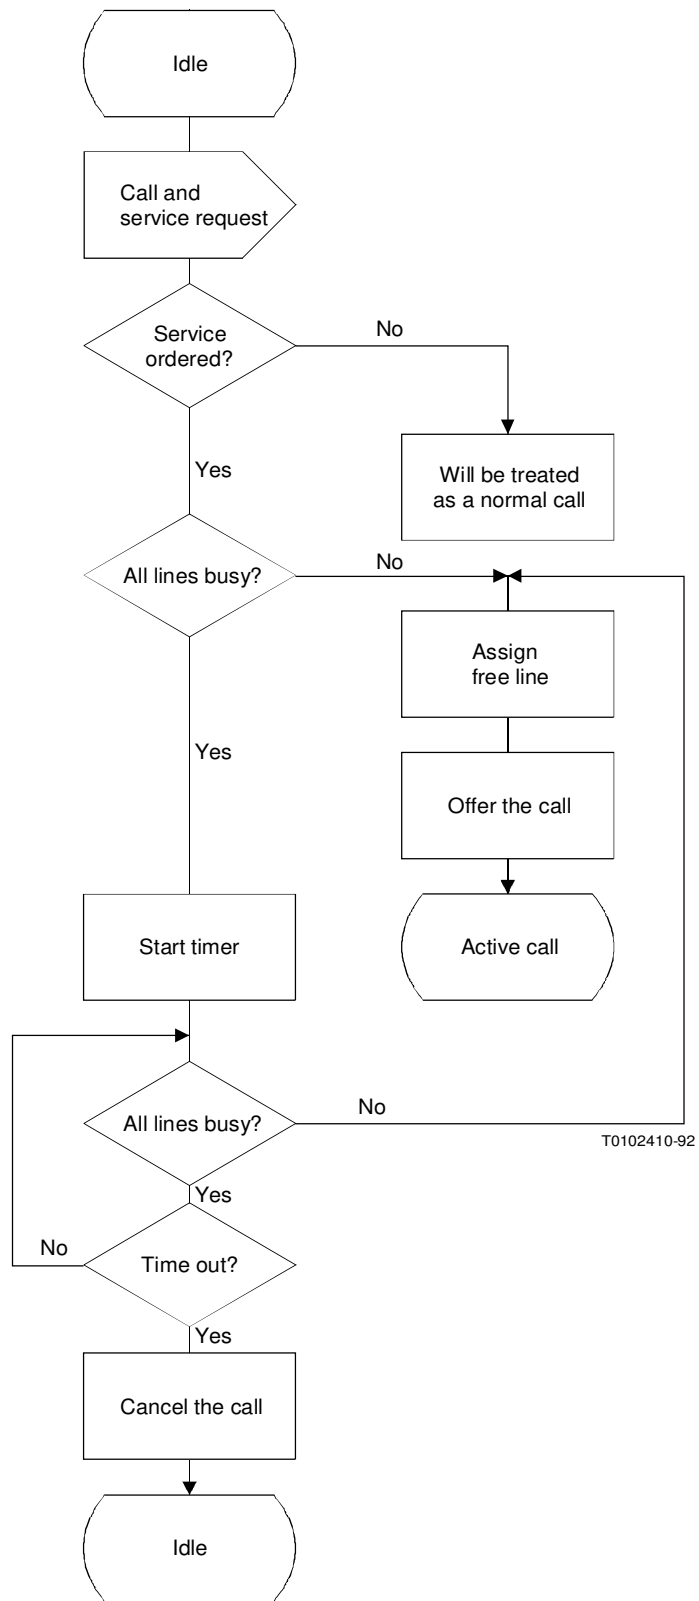 Idle
Call and
service request
Service
ordered?
No
Will be treated
as a normal call
Yes
All lines busy?
No
Assign
free line
Yes
Offer the call
Start timer
Active call
All lines busy?
No
T0102410-92
Yes
Time out?
No
Yes
Cancel the call
Idle